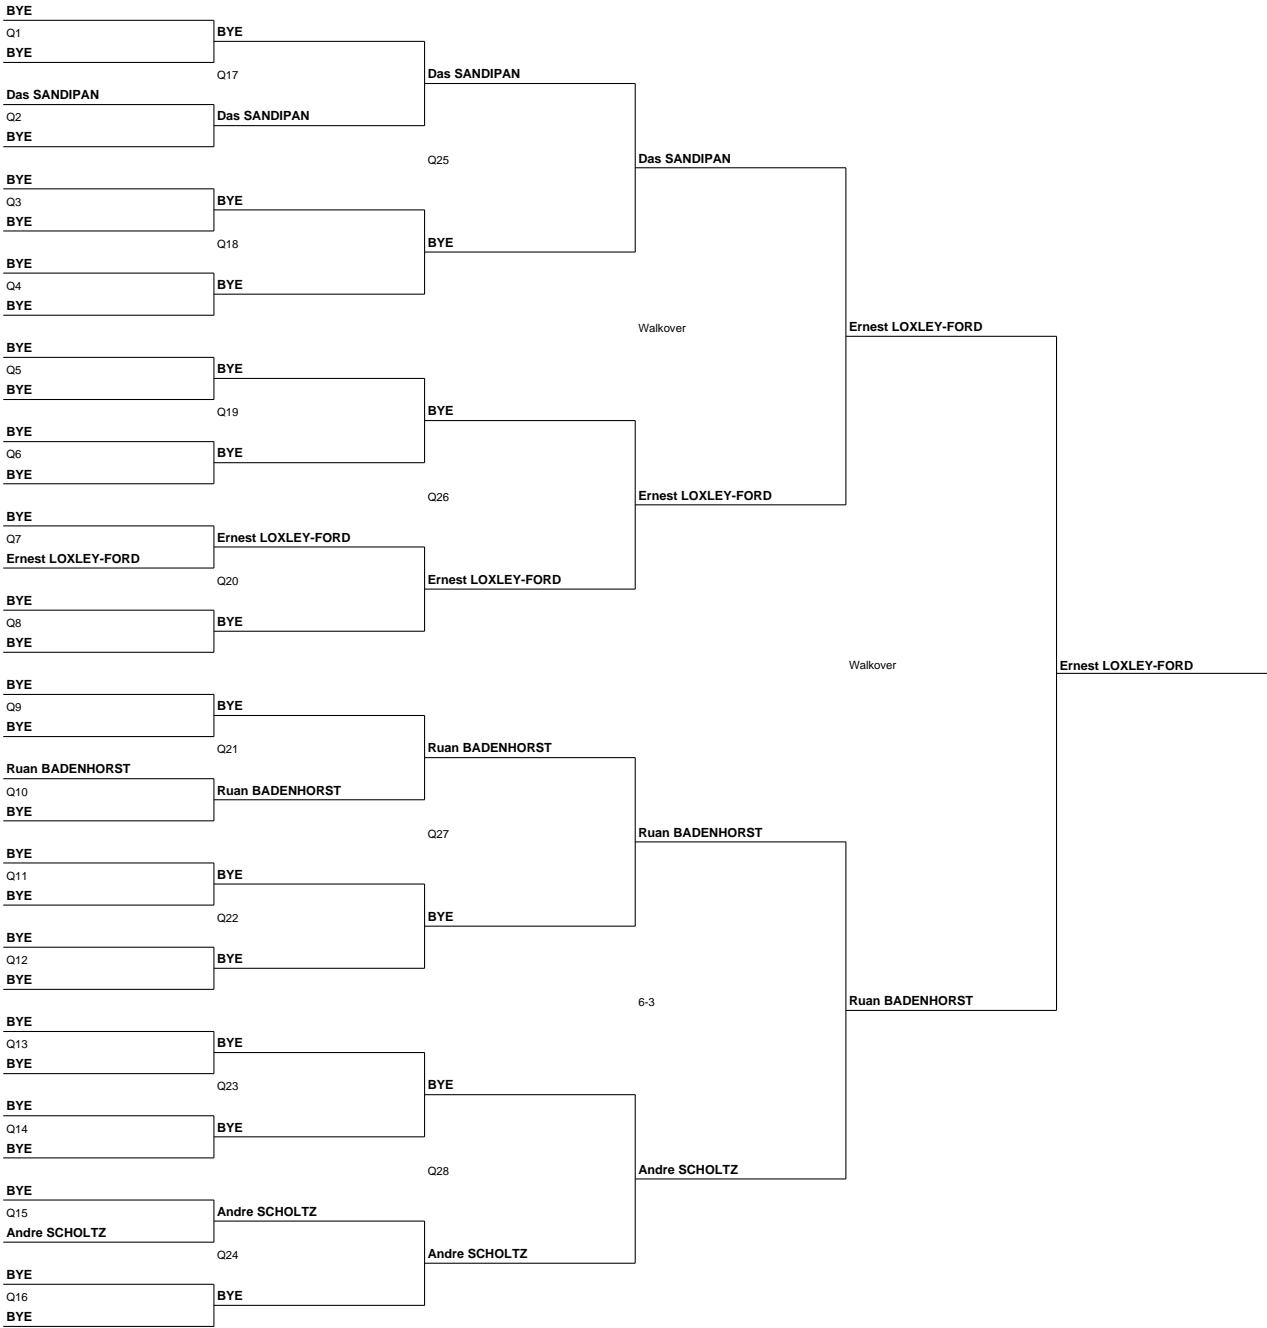 BYE
Q1
BYE
BYE
Q17
Das SANDIPAN
Das SANDIPAN
Q2
Das SANDIPAN
BYE
Q25
Das SANDIPAN
BYE
Q3
BYE
BYE
Q18
BYE
BYE
Q4
BYE
BYE
Walkover
Ernest LOXLEY-FORD
BYE
Q5
BYE
BYE
Q19
BYE
BYE
Q6
BYE
BYE
Q26
Ernest LOXLEY-FORD
BYE
Q7
Ernest LOXLEY-FORD
Ernest LOXLEY-FORD
Q20
Ernest LOXLEY-FORD
BYE
Q8
BYE
BYE
Walkover
Ernest LOXLEY-FORD
BYE
Q9
BYE
BYE
Q21
Ruan BADENHORST
Ruan BADENHORST
Q10
Ruan BADENHORST
BYE
Q27
Ruan BADENHORST
BYE
Q11
BYE
BYE
Q22
BYE
BYE
Q12
BYE
BYE
6-3
Ruan BADENHORST
BYE
Q13
BYE
BYE
Q23
BYE
BYE
Q14
BYE
BYE
Q28
Andre SCHOLTZ
BYE
Q15
Andre SCHOLTZ
Andre SCHOLTZ
Q24
Andre SCHOLTZ
BYE
Q16
BYE
BYE